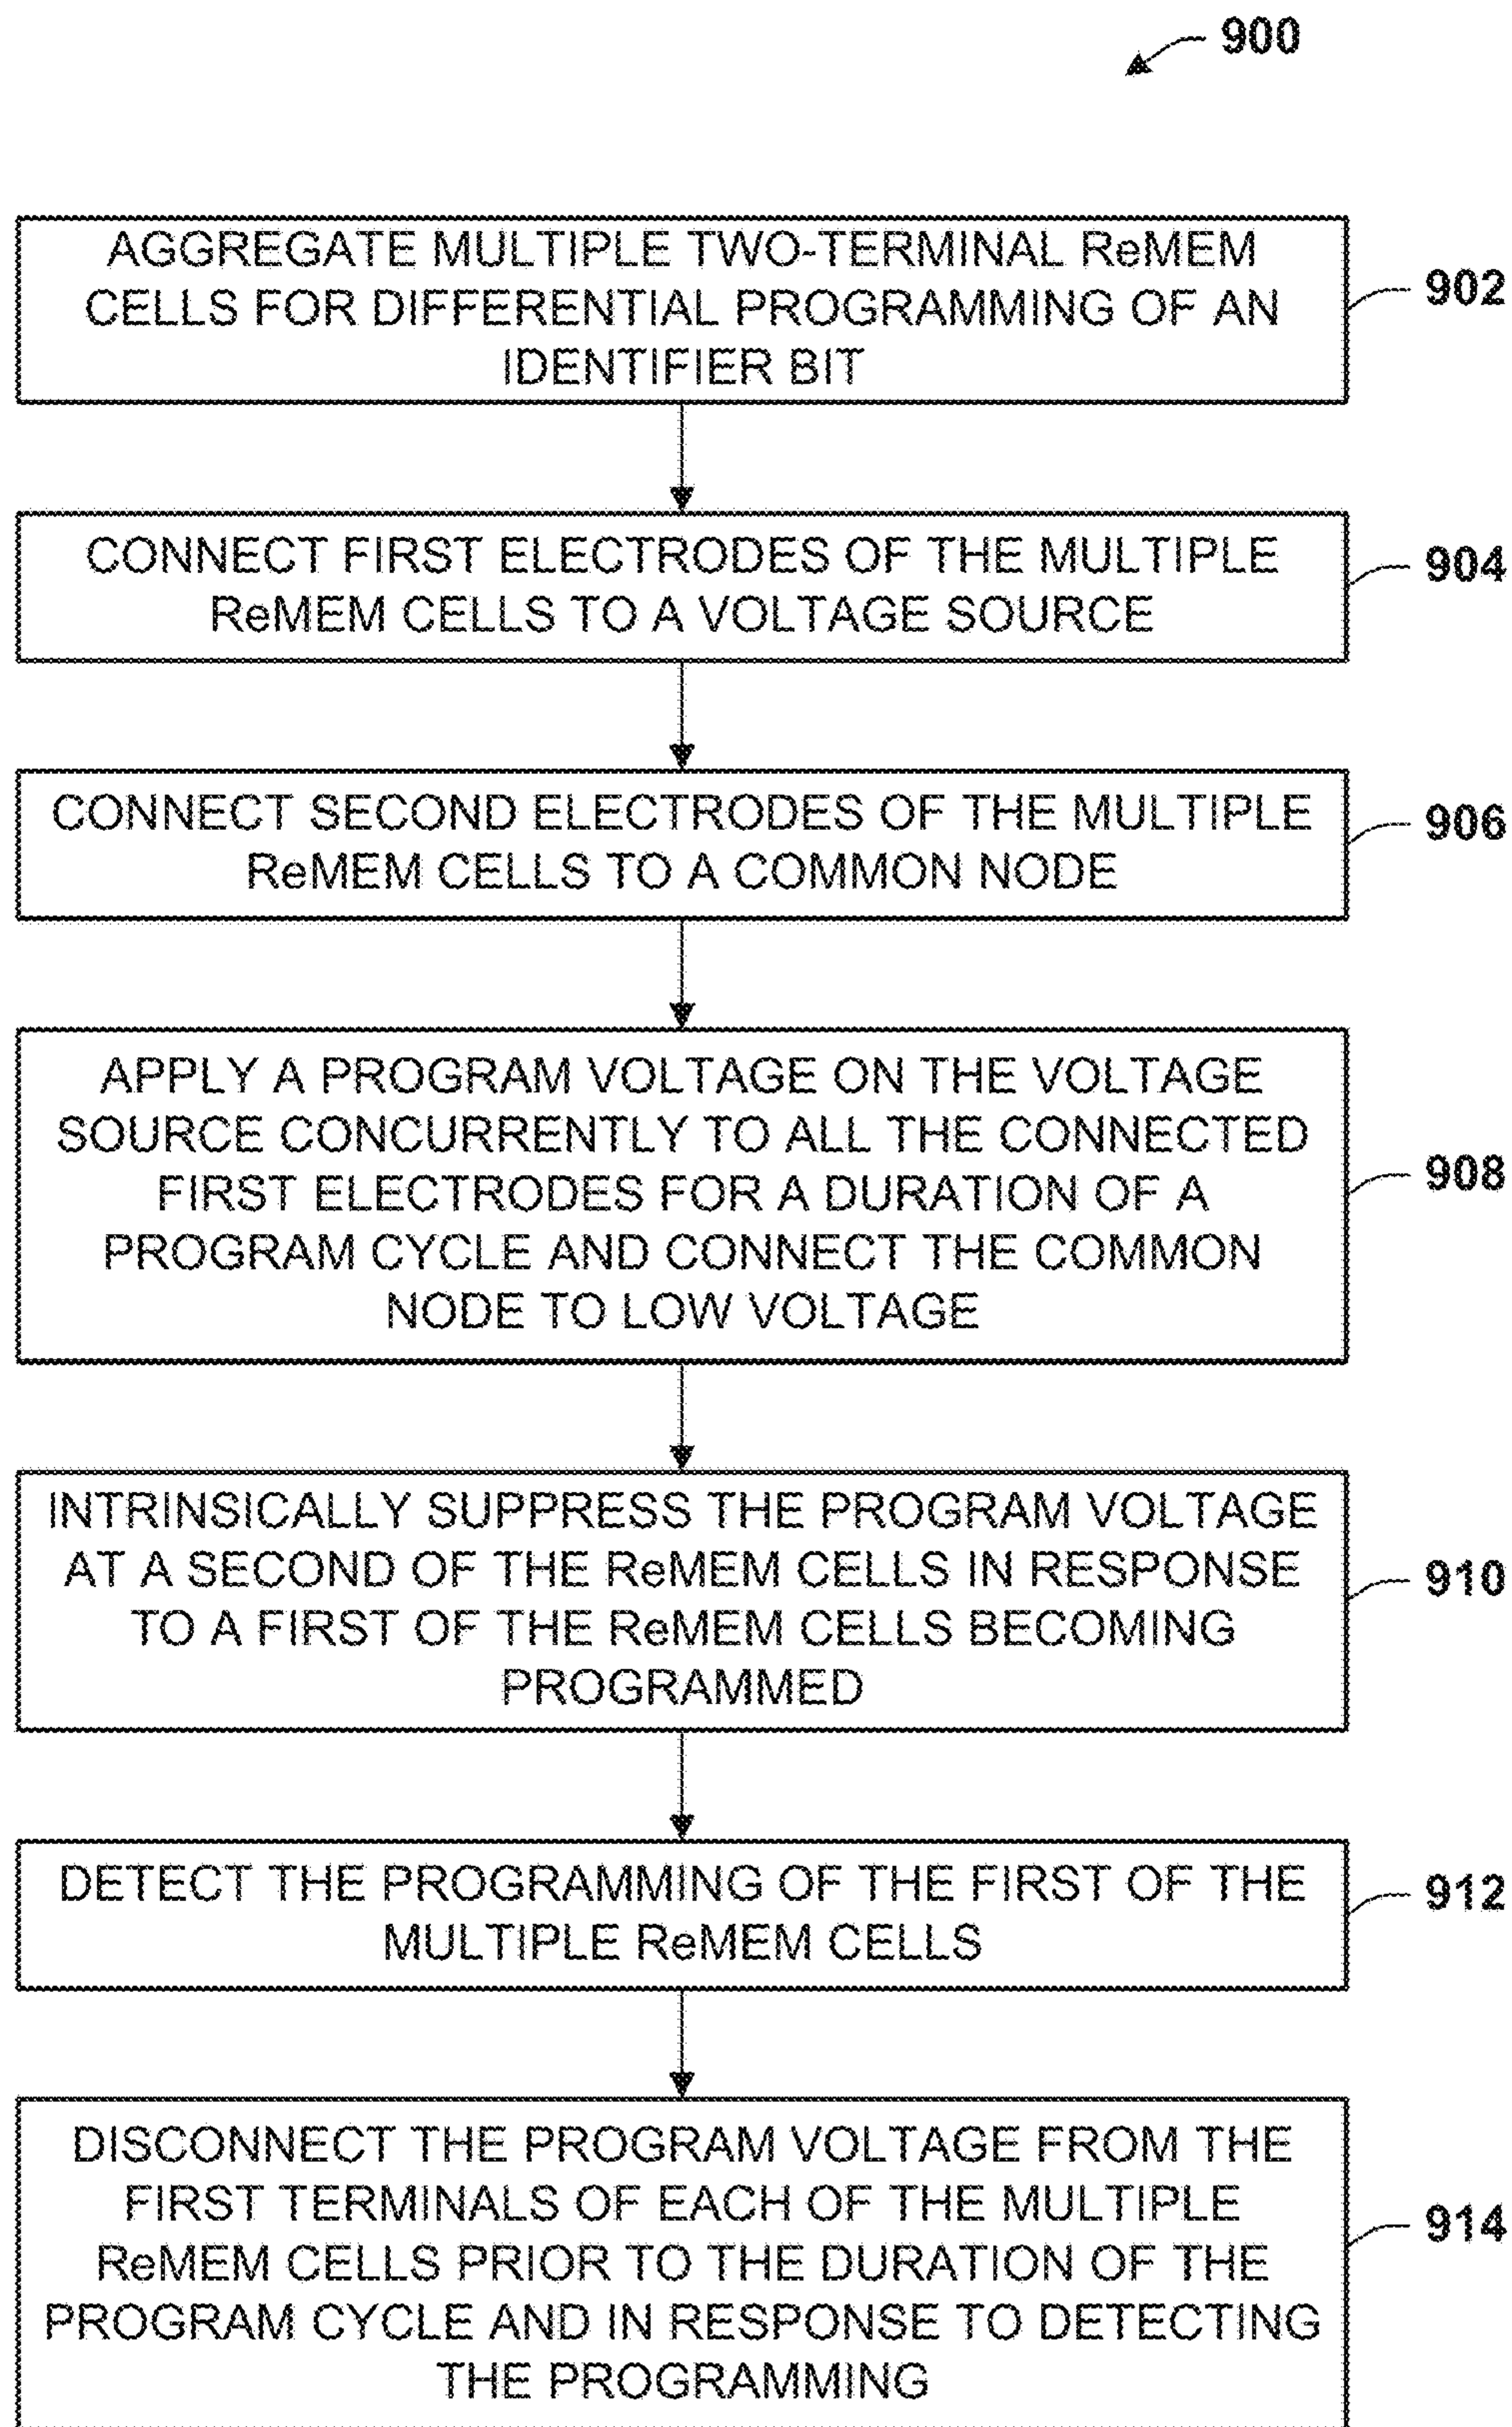 900
AGGREGATE MULTIPLE TWO-TERMINAL ReMEM
CELLS FOR DIFFERENTIAL PROGRAMMING OF AN
IDENTIFIER BIT
902
CONNECT FIRST ELECTRODES OF THE MULTIPLE
ReMEM CELLS TO A VOLTAGE SOURCE
904
CONNECT SECOND ELECTRODES OF THE MULTIPLE
ReMEM CELLS TO A COMMON NODE
906
APPLY A PROGRAM VOLTAGE ON THE VOLTAGE
SOURCE CONCURRENTLY TO ALL THE CONNECTED
FIRST ELECTRODES FOR A DURATION OF A
PROGRAM CYCLE AND CONNECT THE COMMON
NODE TO LOW VOLTAGE
908
INTRINSICALLY SUPPRESS THE PROGRAM VOLTAGE
AT A SECOND OF THE ReMEM CELLS IN RESPONSE
TO A FIRST OF THE ReMEM CELLS BECOMING
PROGRAMMED
910
DETECT THE PROGRAMMING OF THE FIRST OF THE
MULTIPLE ReMEM CELLS
912
DISCONNECT THE PROGRAM VOLTAGE FROM THE
FIRST TERMINALS OF EACH OF THE MULTIPLE
ReMEM CELLS PRIOR TO THE DURATION OF THE
PROGRAM CYCLE AND IN RESPONSE TO DETECTING
THE PROGRAMMING
914